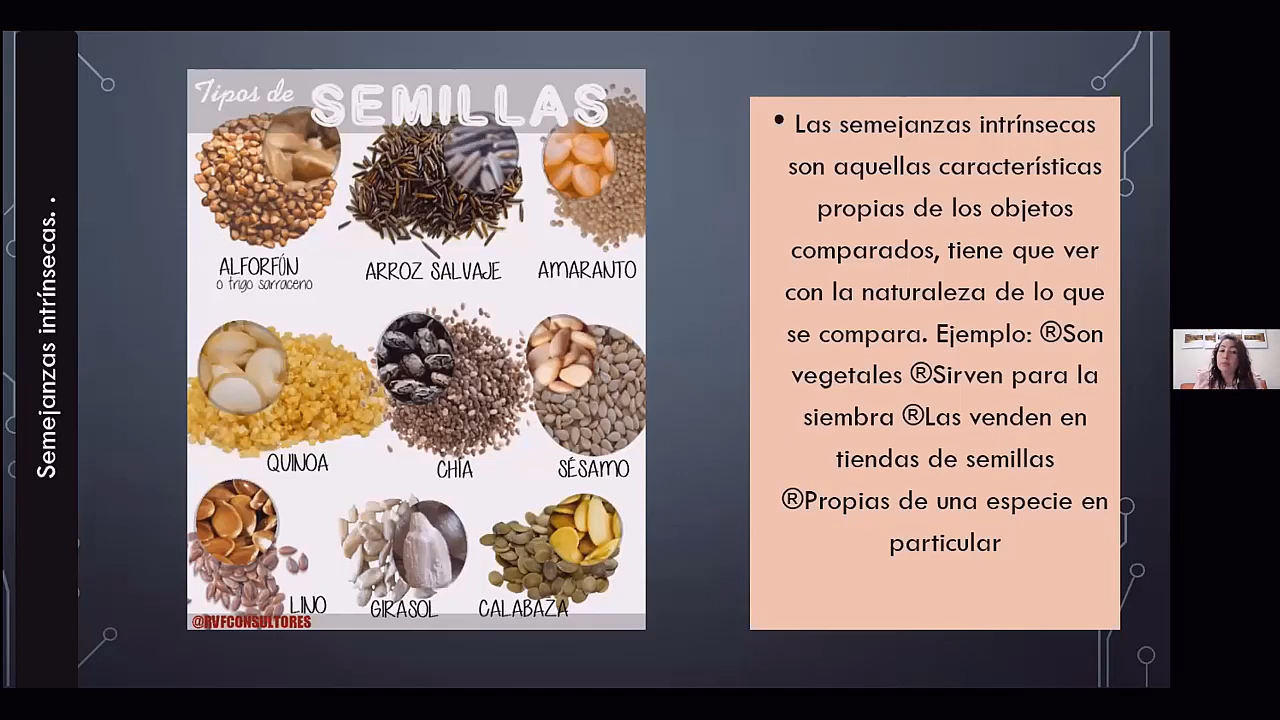 Semejanzas intrínsecas. .
Tipos de SEMILLAS
ALFORFÓN
o trigo sarraceno
ARROZ SALVAJE
AMARANTO
QUINOA
CHÍA
SÉSAMO
LINO
GIRASOL
CALABAZA
@RVFCONSULTORES
• Las semejanzas intrínsecas
son aquellas características
propias de los objetos
comparados, tiene que ver
con la naturaleza de lo que
se compara. Ejemplo: ®Son
vegetales ®Sirven para la
siembra ®Las venden en
tiendas de semillas
®Propias de una especie en
particular